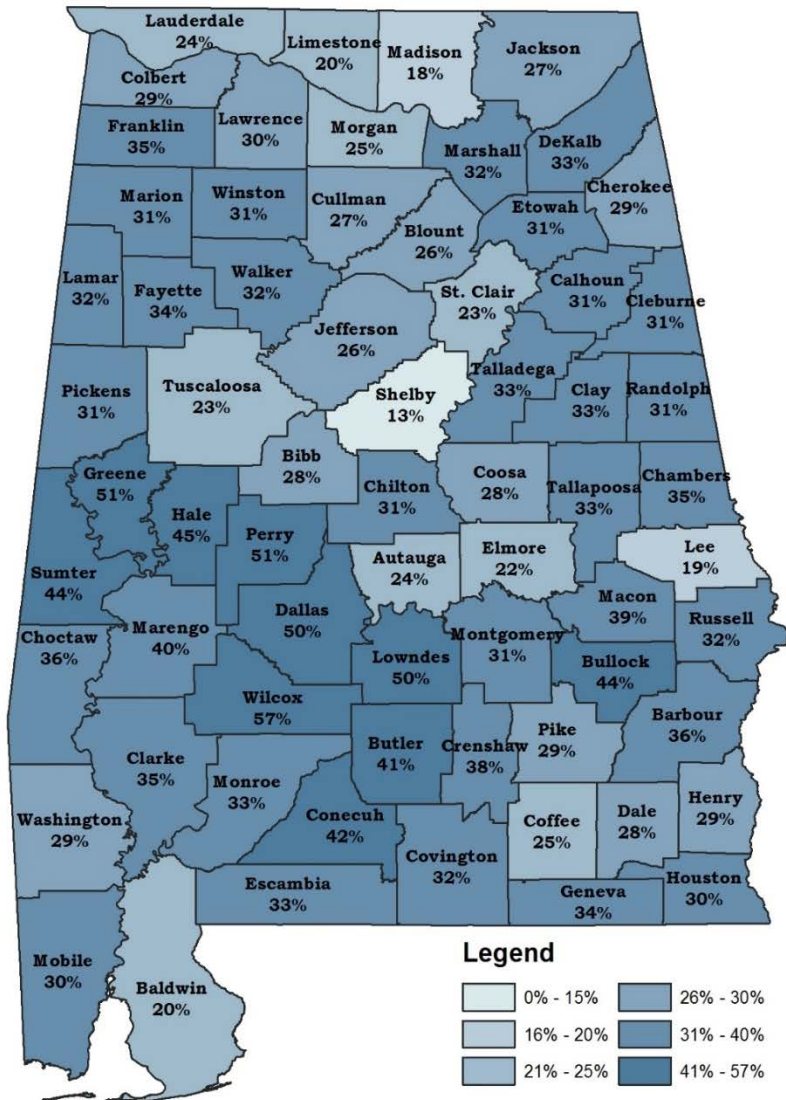 Lauderdale
24%
Limestone
20%
Madison
18%
Jackson
27%
Colbert
29%
Franklin
35%
Lawrence
30%
Morgan
25%
Marshall
32%
DeKalb
33%
Cherokee
29%
Marion
31%
Winston
31%
Cullman
27%
Blount
26%
Etowah
31%
Lamar
32%
Fayette
34%
Walker
32%
Jefferson
26%
St. Clair
23%
Calhoun
31%
Cleburne
31%
Pickens
31%
Tuscaloosa
23%
Shelby
13%
Talladega
33%
Clay
33%
Randolph
31%
Greene
51%
Hale
45%
Bibb
28%
Perry
51%
Chilton
31%
Coosa
28%
Tallapoosa
33%
Chambers
35%
Sumter
44%
Autauga
24%
Elmore
22%
Lee
19%
Macon
39%
Russell
32%
Choctaw
36%
Marengo
40%
Dallas
50%
Lowndes
50%
Montgomery
31%
Bullock
44%
Wilcox
57%
Butler
41%
Crenshaw
38%
Pike
29%
Barbour
36%
Clarke
35%
Monroe
33%
Conecuh
42%
Washington
29%
Covington
32%
Coffee
25%
Dale
28%
Henry
29%
Escambia
33%
Geneva
34%
Houston
30%
Mobile
30%
Baldwin
20%
Legend
0% - 15%
16% - 20%
21% - 25%
26% - 30%
31% - 40%
41% - 57%